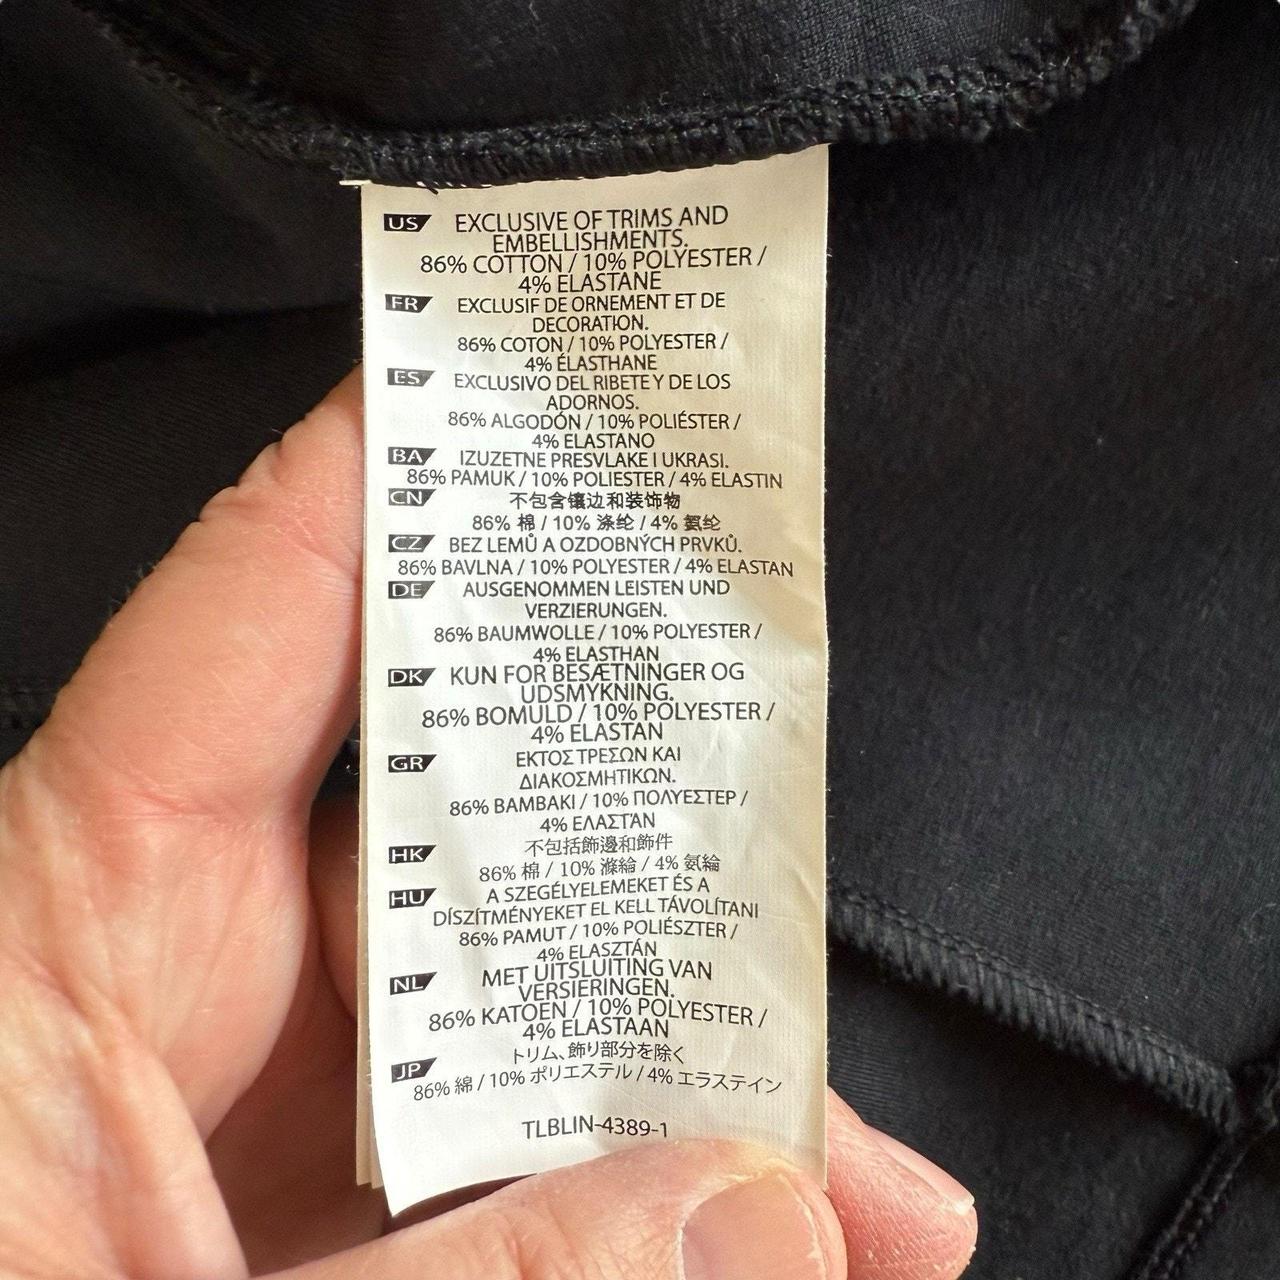 US EXCLUSIVE OF TRIMS AND
EMBELLISHMENTS.
86% COTTON / 10% POLYESTER /
4% ELASTANE
FR EXCLUSIF DE ORNEMENT ET DE
DECORATION.
86% COTON / 10% POLYESTER /
4% ÉLASTHANE
ES EXCLUSIVO DEL RIBETE Y DE LOS
ADORNOS.
86% ALGODÓN / 10% POLIÉSTER /
4% ELASTANO
BA IZUZETNE PRESVLAKE I UKRASI.
86% PAMUK / 10% POLIESTER / 4% ELASTIN
CN 不包含镶边和装饰物
86% 棉 / 10% 涤纶 / 4% 氨纶
CZ BEZ LEMŮ A OZDOBNÝCH PRVKŮ.
86% BAVLNA / 10% POLYESTER / 4% ELASTAN
DE AUSGENOMMEN LEISTEN UND
VERZIERUNGEN.
86% BAUMWOLLE / 10% POLYESTER /
4% ELASTHAN
DK KUN FOR BESÆTNINGER OG
UDSMYKNING.
86% BOMULD / 10% POLYESTER /
4% ELASTAN
GR ΕΚΤΟΣ ΤΡΕΣΩΝ ΚΑΙ
ΔΙΑΚΟΣΜΗΤΙΚΩΝ.
86% ΒΑΜΒΑΚΙ / 10% ΠΟΛΥΕΣΤΕΡ /
4% ΕΛΑΣΤΑΝ
HK 不包括飾邊和飾件
86% 棉 / 10% 滌綸 / 4% 氨綸
HU A SZEGÉLYELEMEKET ÉS A
DÍSZÍTMÉNYEKET EL KELL TÁVOLÍTANI
86% PAMUT / 10% POLIÉSZTER /
4% ELASZTÁN
NL MET UITSLUITING VAN
VERSIERINGEN.
86% KATOEN / 10% POLYESTER /
4% ELASTAAN
JP トリム、飾り部分を除く
86% 綿 / 10% ポリエステル / 4% エラステイン
TLBLIN-4389-1